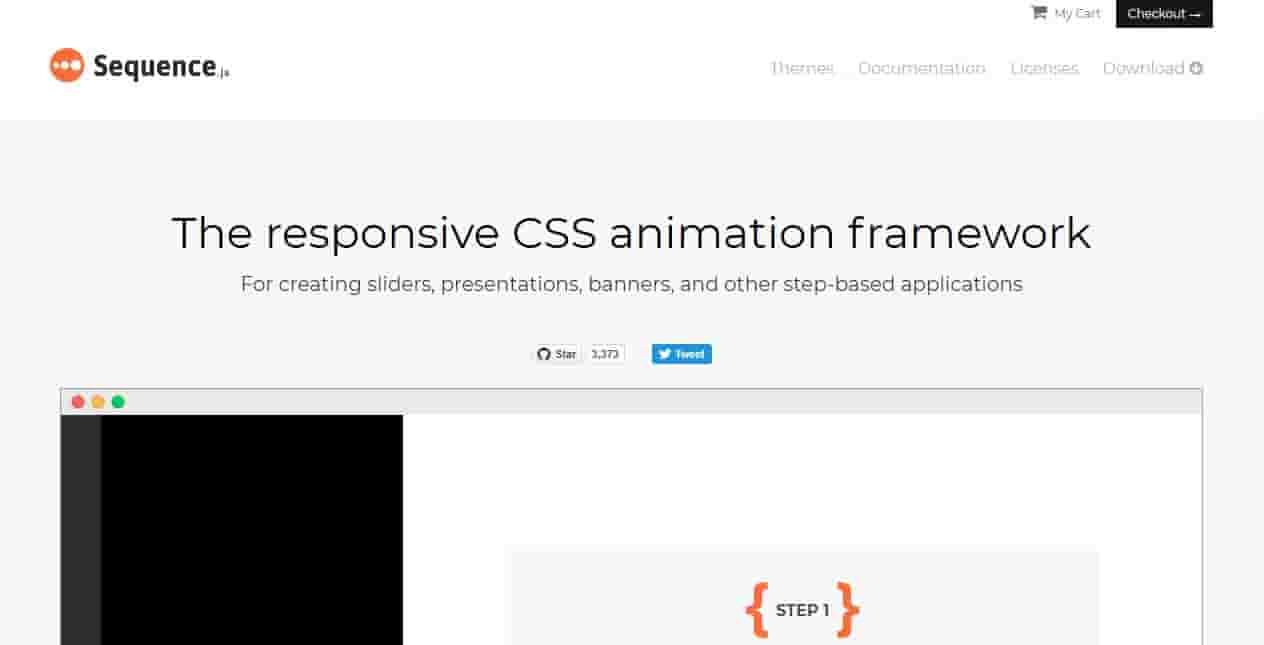 My Cart Checkout →
Sequence.js
Themes Documentation Licenses Download
The responsive CSS animation framework
For creating sliders, presentations, banners, and other step-based applications
Star 3,373 Tweet
{ STEP 1 }